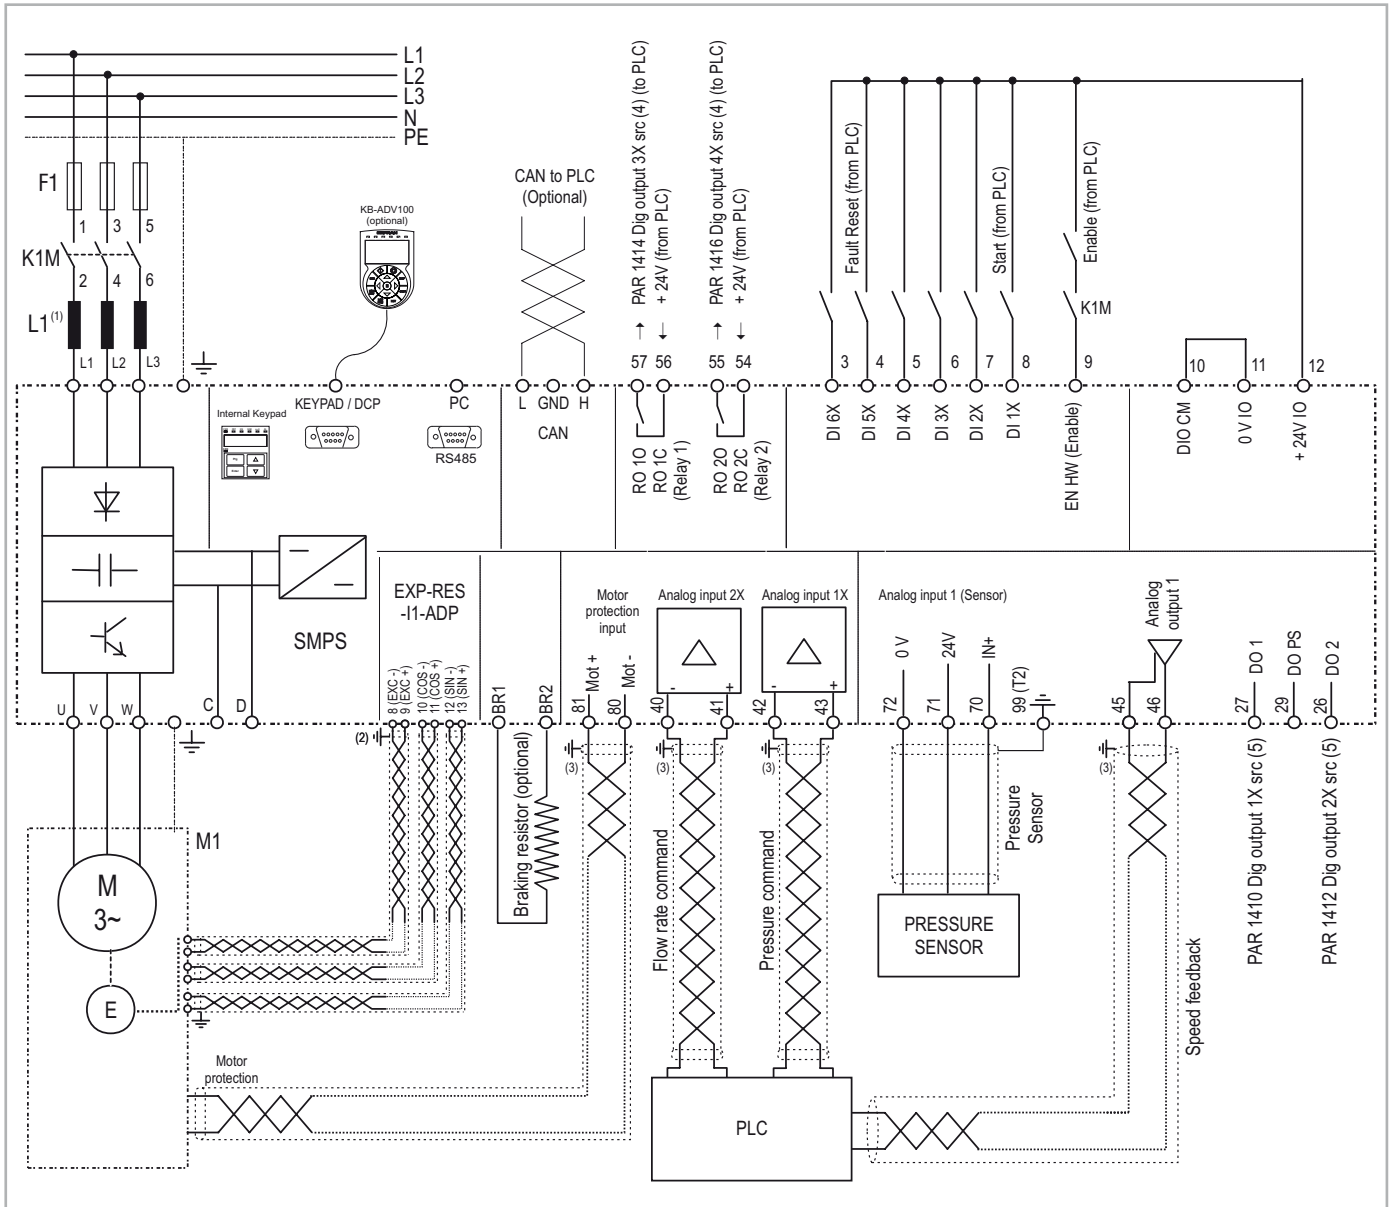 L1
L2
L3
N
PE
F1
1 3 5
K1M
2 4 6
L1(1)
L1 L2 L3
KB-ADV100
(optional)
CAN to PLC
(Optional)
PAR 1414 Dig output 3X src (4) (to PLC)
+ 24V (from PLC)
PAR 1416 Dig output 4X src (4) (to PLC)
+ 24V (from PLC)
Fault Reset (from PLC)
Start (from PLC)
Enable (from PLC)
K1M
57 56 55 54
3 4 5 6 7 8 9 10 11 12
Internal Keypad
KEYPAD / DCP
PC
RS485
L GND H
CAN
RO 1O
RO 1C
(Relay 1)
RO 2O
RO 2C
(Relay 2)
DI 6X
DI 5X
DI 4X
DI 3X
DI 2X
DI 1X
EN HW (Enable)
DIO CM
0 V IO
+ 24V IO
SMPS
EXP-RES
-I1-ADP
8 (EXC -)
9 (EXC +)
10 (COS -)
11 (COS +)
12 (SIN -)
13 (SIN +)
BR1
BR2
Motor
protection
input
Mot +
Mot -
81 80
Analog input 2X
- +
40 41
Analog input 1X
- +
42 43
Analog input 1 (Sensor)
0 V
24V
IN+
72 71 70
99 (T2)
Analog
output 1
45 46
DO 1
DO PS
DO 2
27 29 26
U V W
C D
(2)
(3)
(3)
(3)
(3)
Braking resistor (optional)
Flow rate command
Pressure command
Pressure
Sensor
PRESSURE
SENSOR
Speed feedback
PAR 1410 Dig output 1X src (5)
PAR 1412 Dig output 2X src (5)
M1
M
3~
E
Motor
protection
PLC